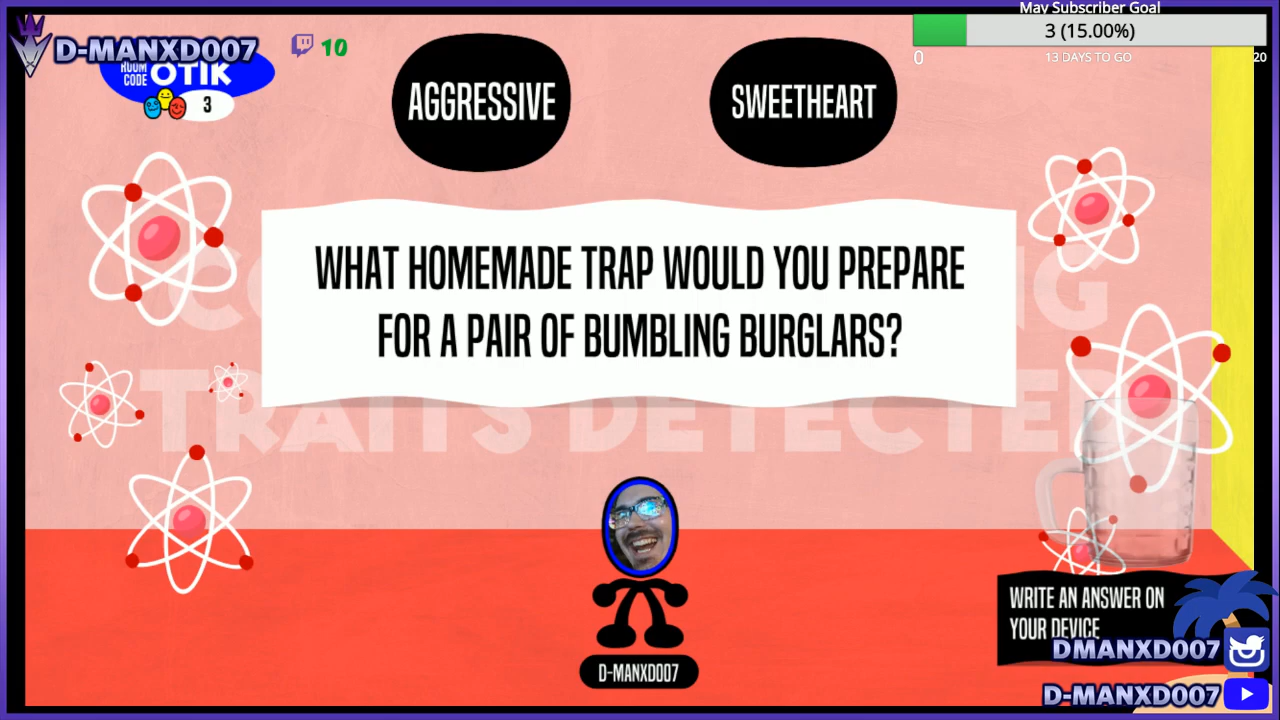 May Subscriber Goal
3 (15.00%)
0
13 DAYS TO GO
20
D-MANXD007
10
ROOM CODE
OTIK
3
AGGRESSIVE
SWEETHEART
WHAT HOMEMADE TRAP WOULD YOU PREPARE
FOR A PAIR OF BUMBLING BURGLARS?
TRAITS DETECTED
WRITE AN ANSWER ON
YOUR DEVICE
DMANXD007
D-MANXD007
D-MANXD007